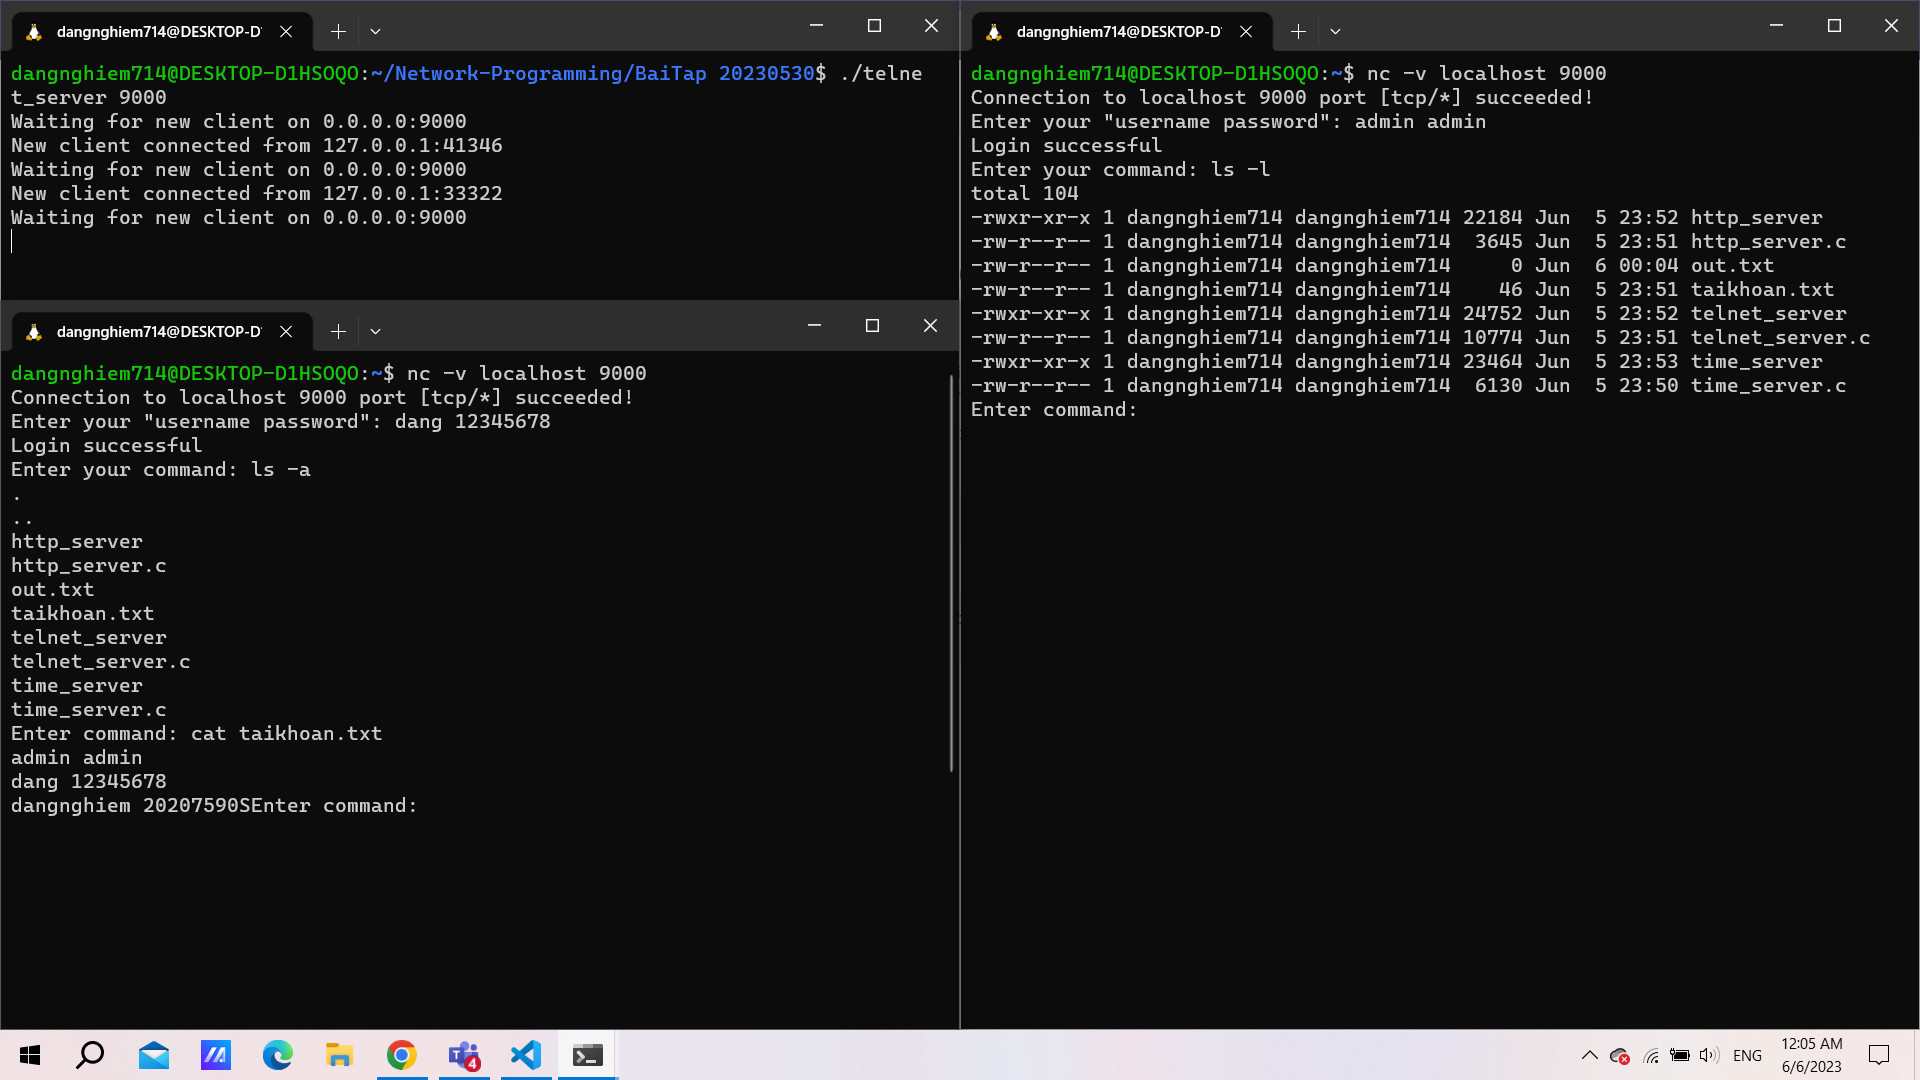 dangnghiem714@DESKTOP-D'
dangnghiem714@DESKTOP-D1HSOQO:~/Network-Programming/BaiTap 20230530$ ./telne
t_server 9000
Waiting for new client on 0.0.0.0:9000
New client connected from 127.0.0.1:41346
Waiting for new client on 0.0.0.0:9000
New client connected from 127.0.0.1:33322
Waiting for new client on 0.0.0.0:9000
dangnghiem714@DESKTOP-D'
dangnghiem714@DESKTOP-D1HSOQO:~$ nc -v localhost 9000
Connection to localhost 9000 port [tcp/*] succeeded!
Enter your "username password": dang 12345678
Login successful
Enter your command: ls -a
.
..
http_server
http_server.c
out.txt
taikhoan.txt
telnet_server
telnet_server.c
time_server
time_server.c
Enter command: cat taikhoan.txt
admin admin
dang 12345678
dangnghiem 20207590SEnter command:
dangnghiem714@DESKTOP-D'
dangnghiem714@DESKTOP-D1HSOQO:~$ nc -v localhost 9000
Connection to localhost 9000 port [tcp/*] succeeded!
Enter your "username password": admin admin
Login successful
Enter your command: ls -l
total 104
-rwxr-xr-x 1 dangnghiem714 dangnghiem714 22184 Jun  5 23:52 http_server
-rw-r--r-- 1 dangnghiem714 dangnghiem714  3645 Jun  5 23:51 http_server.c
-rw-r--r-- 1 dangnghiem714 dangnghiem714     0 Jun  6 00:04 out.txt
-rw-r--r-- 1 dangnghiem714 dangnghiem714    46 Jun  5 23:51 taikhoan.txt
-rwxr-xr-x 1 dangnghiem714 dangnghiem714 24752 Jun  5 23:52 telnet_server
-rw-r--r-- 1 dangnghiem714 dangnghiem714 10774 Jun  5 23:51 telnet_server.c
-rwxr-xr-x 1 dangnghiem714 dangnghiem714 23464 Jun  5 23:53 time_server
-rw-r--r-- 1 dangnghiem714 dangnghiem714  6130 Jun  5 23:50 time_server.c
Enter command:
4
ENG
12:05 AM
6/6/2023